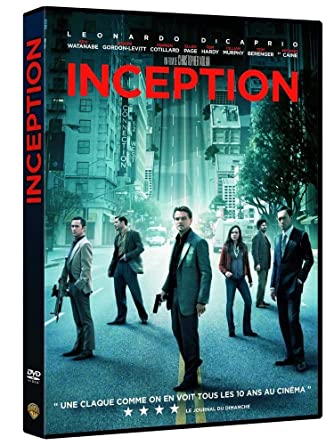 LEONARDO DiCAPRIO
WATANABE GORDON-LEVITT COTILLARD PAGE HARDY MURPHY BERENGER CAINE
UN FILM DE CHRISTOPHER NOLAN
INCEPTION
INCEPTION
CONNECTION
DVD
" UNE CLAQUE COMME ON EN VOIT TOUS LES 10 ANS AU CINÉMA "
★★★★ LE JOURNAL DU DIMANCHE